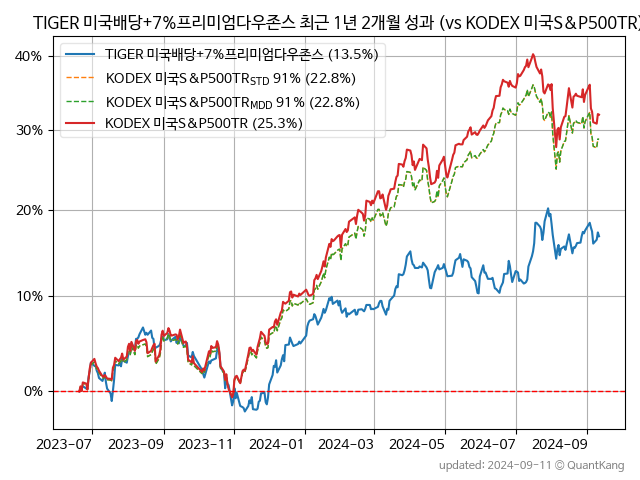 TIGER 미국배당+7%프리미엄다우존스 최근 1년 2개월 성과 (vs KODEX 미국S&P500TR)
TIGER 미국배당+7%프리미엄다우존스 (13.5%)
KODEX 미국S&P500TR_STD 91% (22.8%)
KODEX 미국S&P500TR_MDD 91% (22.8%)
KODEX 미국S&P500TR (25.3%)
40%
30%
20%
10%
0%
2023-07 2023-09 2023-11 2024-01 2024-03 2024-05 2024-07 2024-09
updated: 2024-09-11 © QuantKang